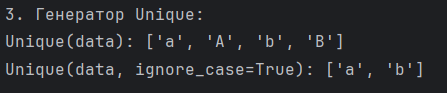 3. Генератор Unique:
Unique(data): ['a', 'A', 'b', 'B']
Unique(data, ignore_case=True): ['a', 'b']